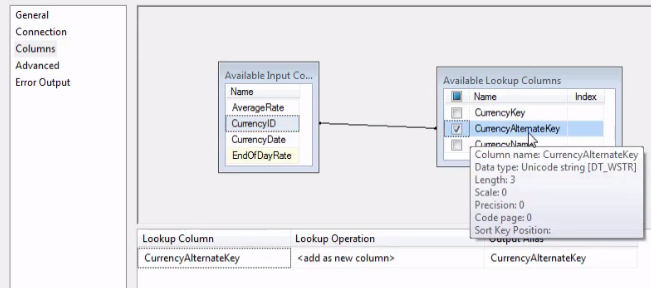 General
Connection
Columns
Advanced
Error Output
Available Input Co...
Name
AverageRate
CurrencyID
CurrencyDate
EndOfDayRate
Available Lookup Columns
Name Index
CurrencyKey
CurrencyAlternateKey
Column name: CurrencyAlternateKey
Data type: Unicode string [DT_WSTR]
Length: 3
Scale: 0
Precision: 0
Code page: 0
Sort Key Position:
Lookup Column Lookup Operation Output Alias
CurrencyAlternateKey <add as new column> CurrencyAlternateKey